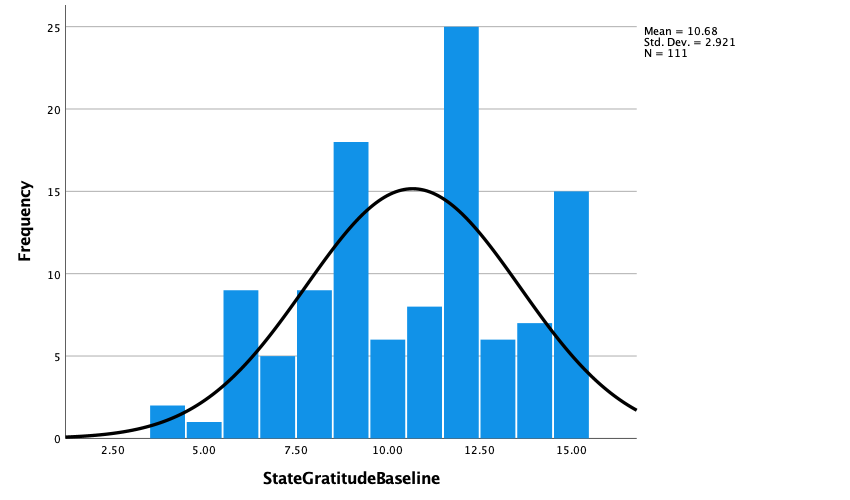 Mean = 10.68
Std. Dev. = 2.921
N = 111
Frequency
25
20
15
10
5
0
2.50 5.00 7.50 10.00 12.50 15.00
StateGratitudeBaseline